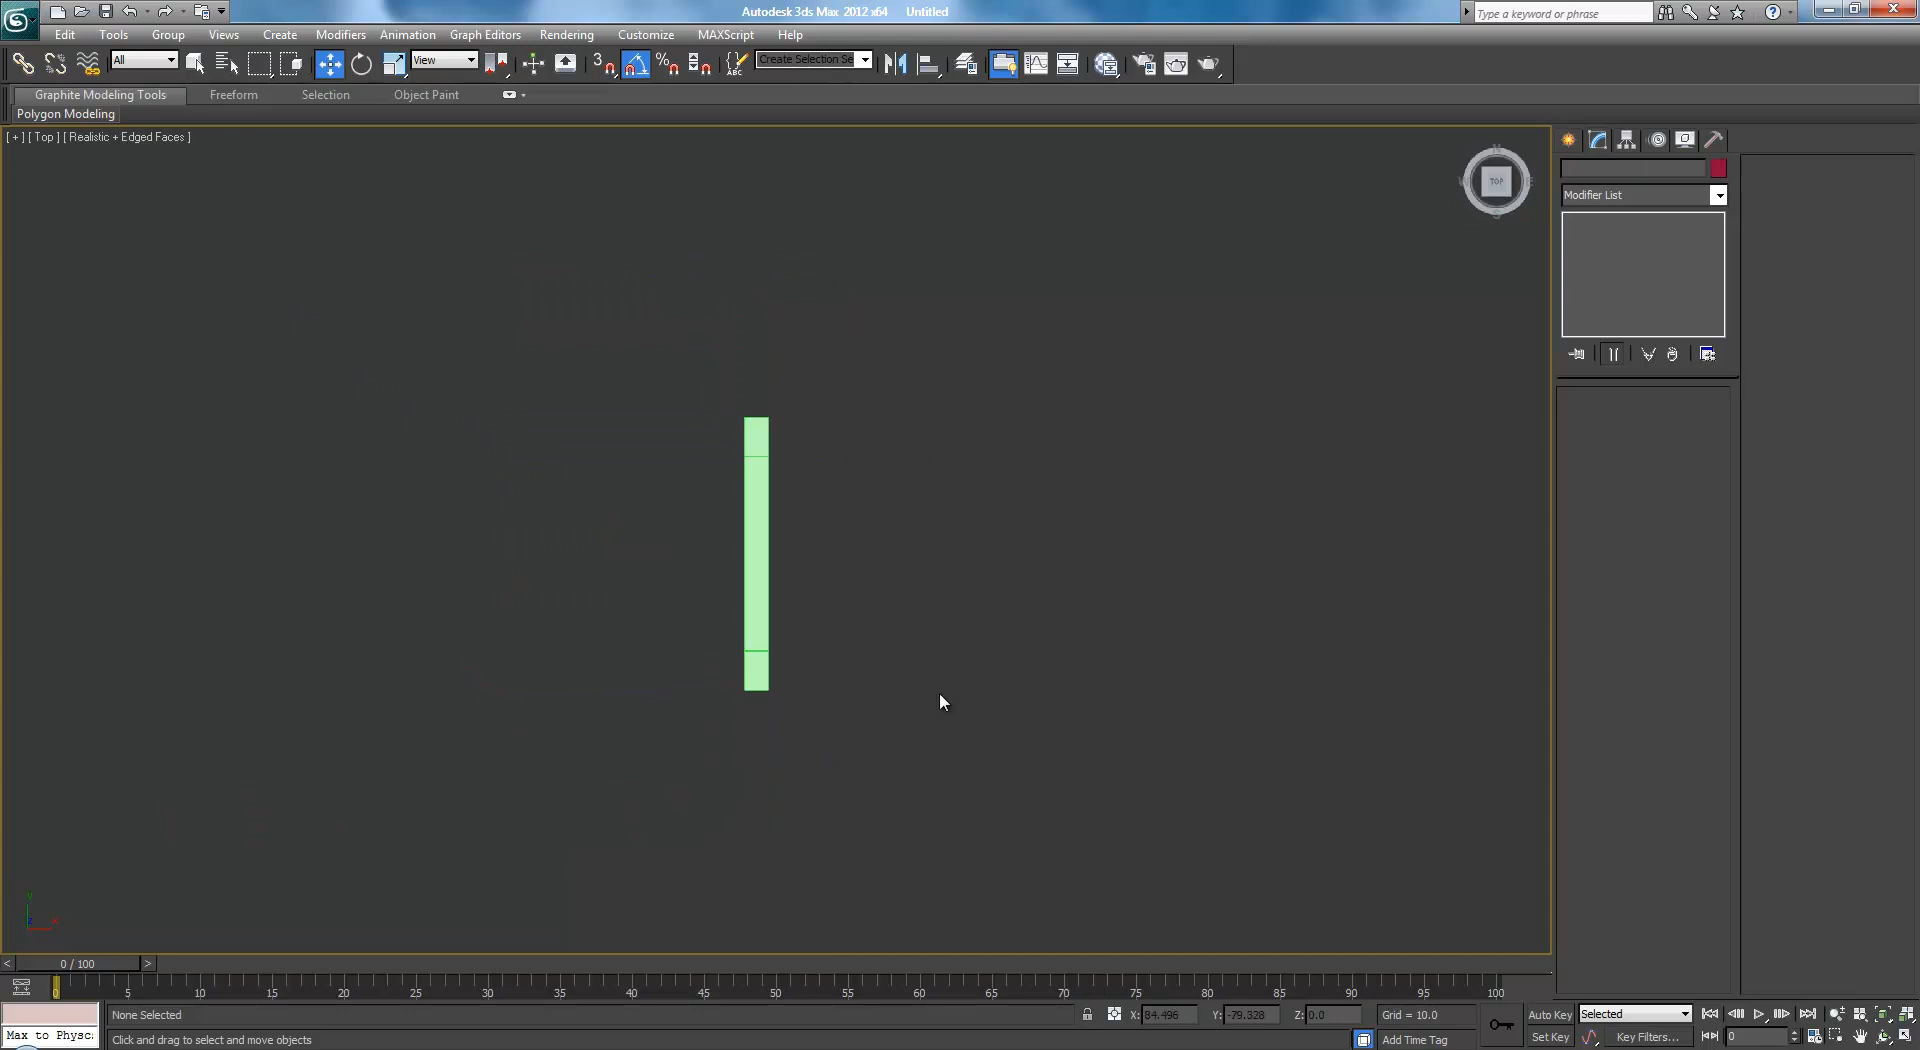 Autodesk 3ds Max 2012 x64 Untitled
Type a keyword or phrase
Edit Tools Group Views Create Modifiers Animation Graph Editors Rendering Customize MAXScript Help
All
View
3
%
ABC
Create Selection Se
Graphite Modeling Tools Freeform Selection Object Paint
Polygon Modeling
[ + ] [ Top ] [ Realistic + Edged Faces ]
N
W TOP E
S
Modifier List
y
z x
< 0 / 100 >
0 5 10 15 20 25 30 35 40 45 50 55 60 65 70 75 80 85 90 95 100
None Selected X: 84.496 Y: -79.328 Z: 0.0 Grid = 10.0 Auto Key Selected
Max to Physc: Click and drag to select and move objects Add Time Tag Set Key Key Filters... 0